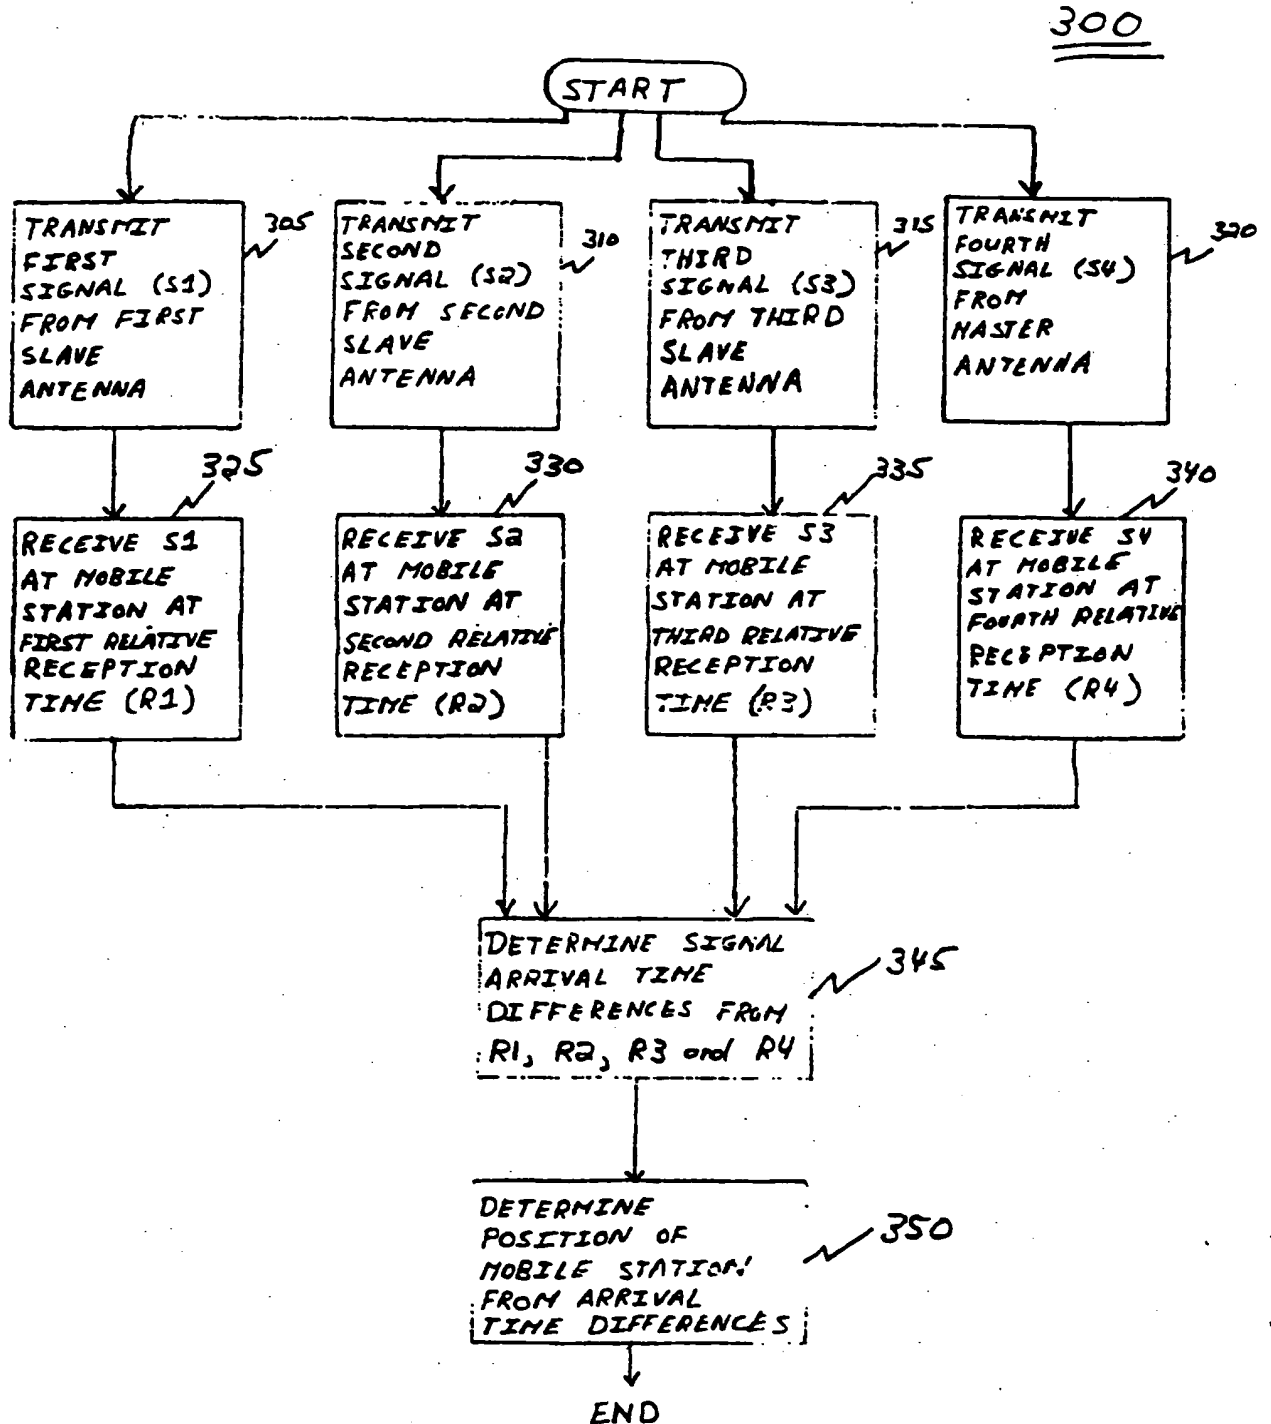 300
START
TRANSMIT
FIRST
SIGNAL (S1)
FROM FIRST
SLAVE
ANTENNA
305
TRANSMIT
SECOND
SIGNAL (S2)
FROM SECOND
SLAVE
ANTENNA
310
TRANSMIT
THIRD
SIGNAL (S3)
FROM THIRD
SLAVE
ANTENNA
315
TRANSMIT
FOURTH
SIGNAL (S4)
FROM
MASTER
ANTENNA
320
325
RECEIVE S1
AT MOBILE
STATION AT
FIRST RELATIVE
RECEPTION
TIME (R1)
330
RECEIVE S2
AT MOBILE
STATION AT
SECOND RELATIVE
RECEPTION
TIME (R2)
335
RECEIVE S3
AT MOBILE
STATION AT
THIRD RELATIVE
RECEPTION
TIME (R3)
340
RECEIVE S4
AT MOBILE
STATION AT
FOURTH RELATIVE
RECEPTION
TIME (R4)
DETERMINE SIGNAL
ARRIVAL TIME
DIFFERENCES FROM
R1, R2, R3 and R4
345
DETERMINE
POSITION OF
MOBILE STATION
FROM ARRIVAL
TIME DIFFERENCES
350
END